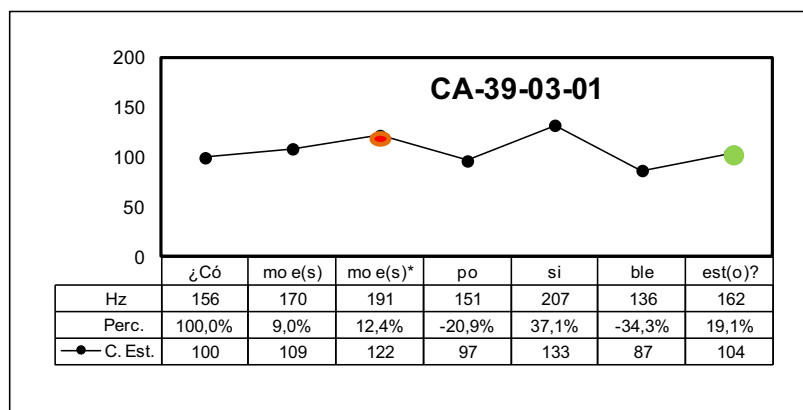 200
CA-39-03-01
150
100
50
0
¿Có mo e(s) mo e(s)* po si ble est(o)?
Hz 156 170 191 151 207 136 162
Perc. 100,0% 9,0% 12,4% -20,9% 37,1% -34,3% 19,1%
C. Est. 100 109 122 97 133 87 104